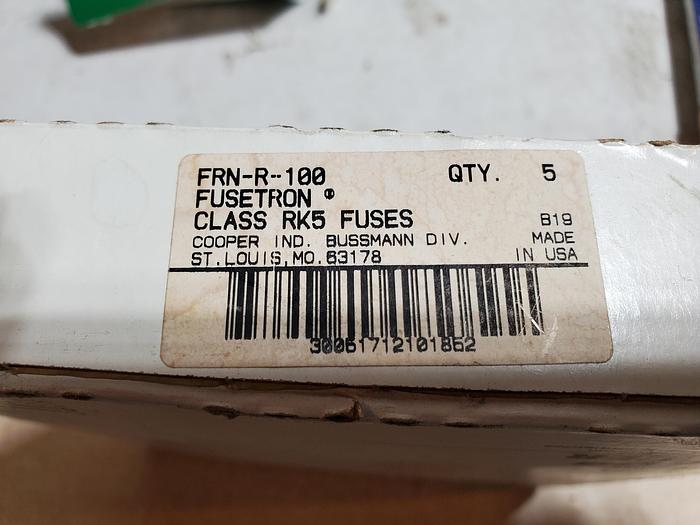 FRN-R-100 QTY. 5
FUSETRON ®
CLASS RK5 FUSES B19
COOPER IND. BUSSMANN DIV. MADE
ST.LOUIS,MO.63178 IN USA
30051712101862